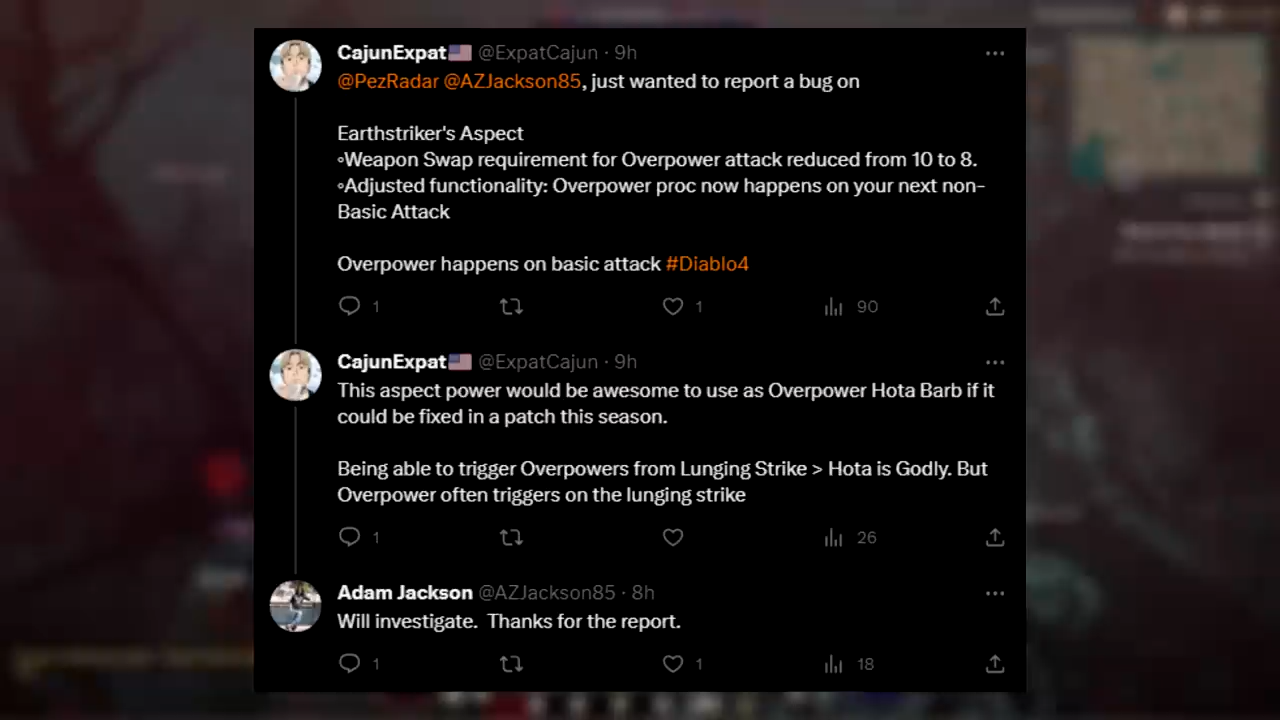 CajunExpat🇺🇸 @ExpatCajun · 9h
@PezRadar @AZJackson85, just wanted to report a bug on
Earthstriker's Aspect
◦Weapon Swap requirement for Overpower attack reduced from 10 to 8.
◦Adjusted functionality: Overpower proc now happens on your next non-
Basic Attack
Overpower happens on basic attack #Diablo4
1 1 90
CajunExpat🇺🇸 @ExpatCajun · 9h
This aspect power would be awesome to use as Overpower Hota Barb if it
could be fixed in a patch this season.
Being able to trigger Overpowers from Lunging Strike > Hota is Godly. But
Overpower often triggers on the lunging strike
1 26
Adam Jackson @AZJackson85 · 8h
Will investigate.  Thanks for the report.
1 1 18